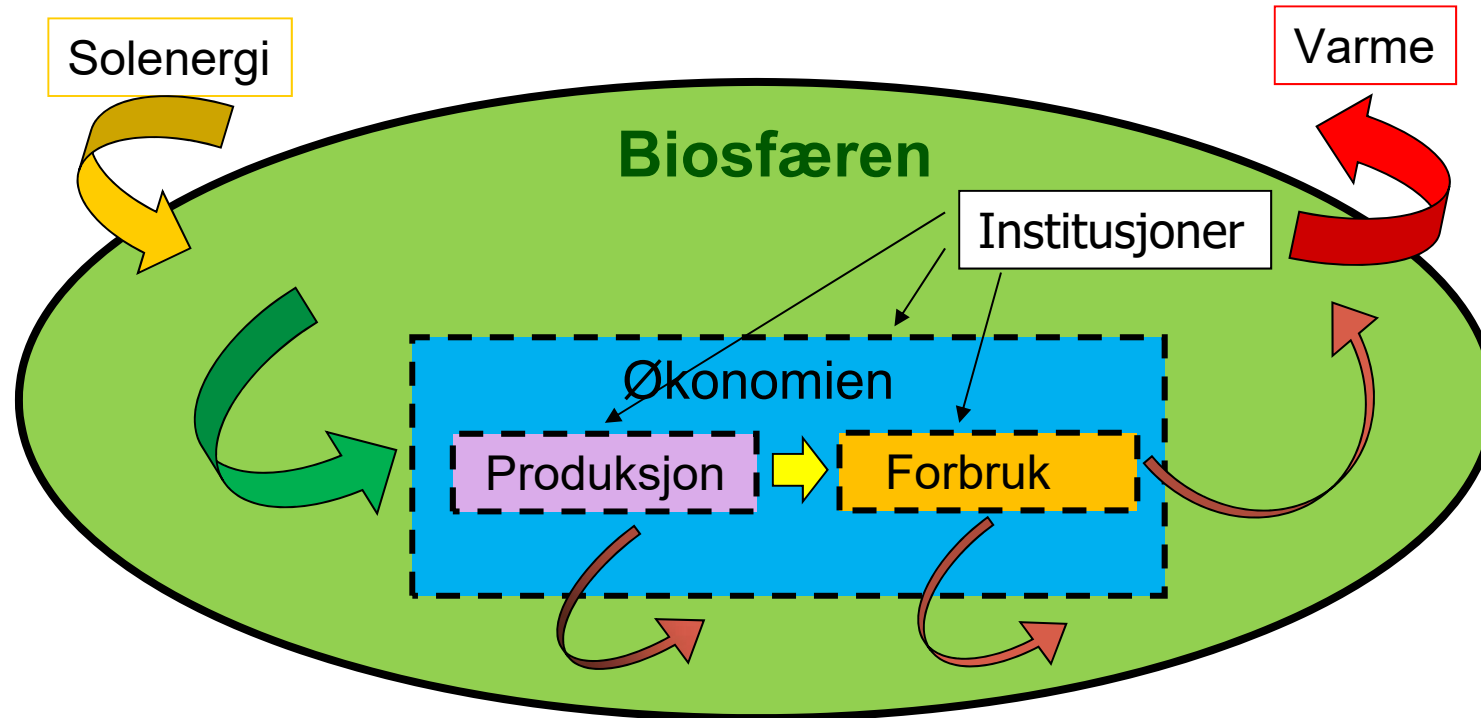 Solenergi
Varme
Biosfæren
Institusjoner
Økonomien
Produksjon
Forbruk